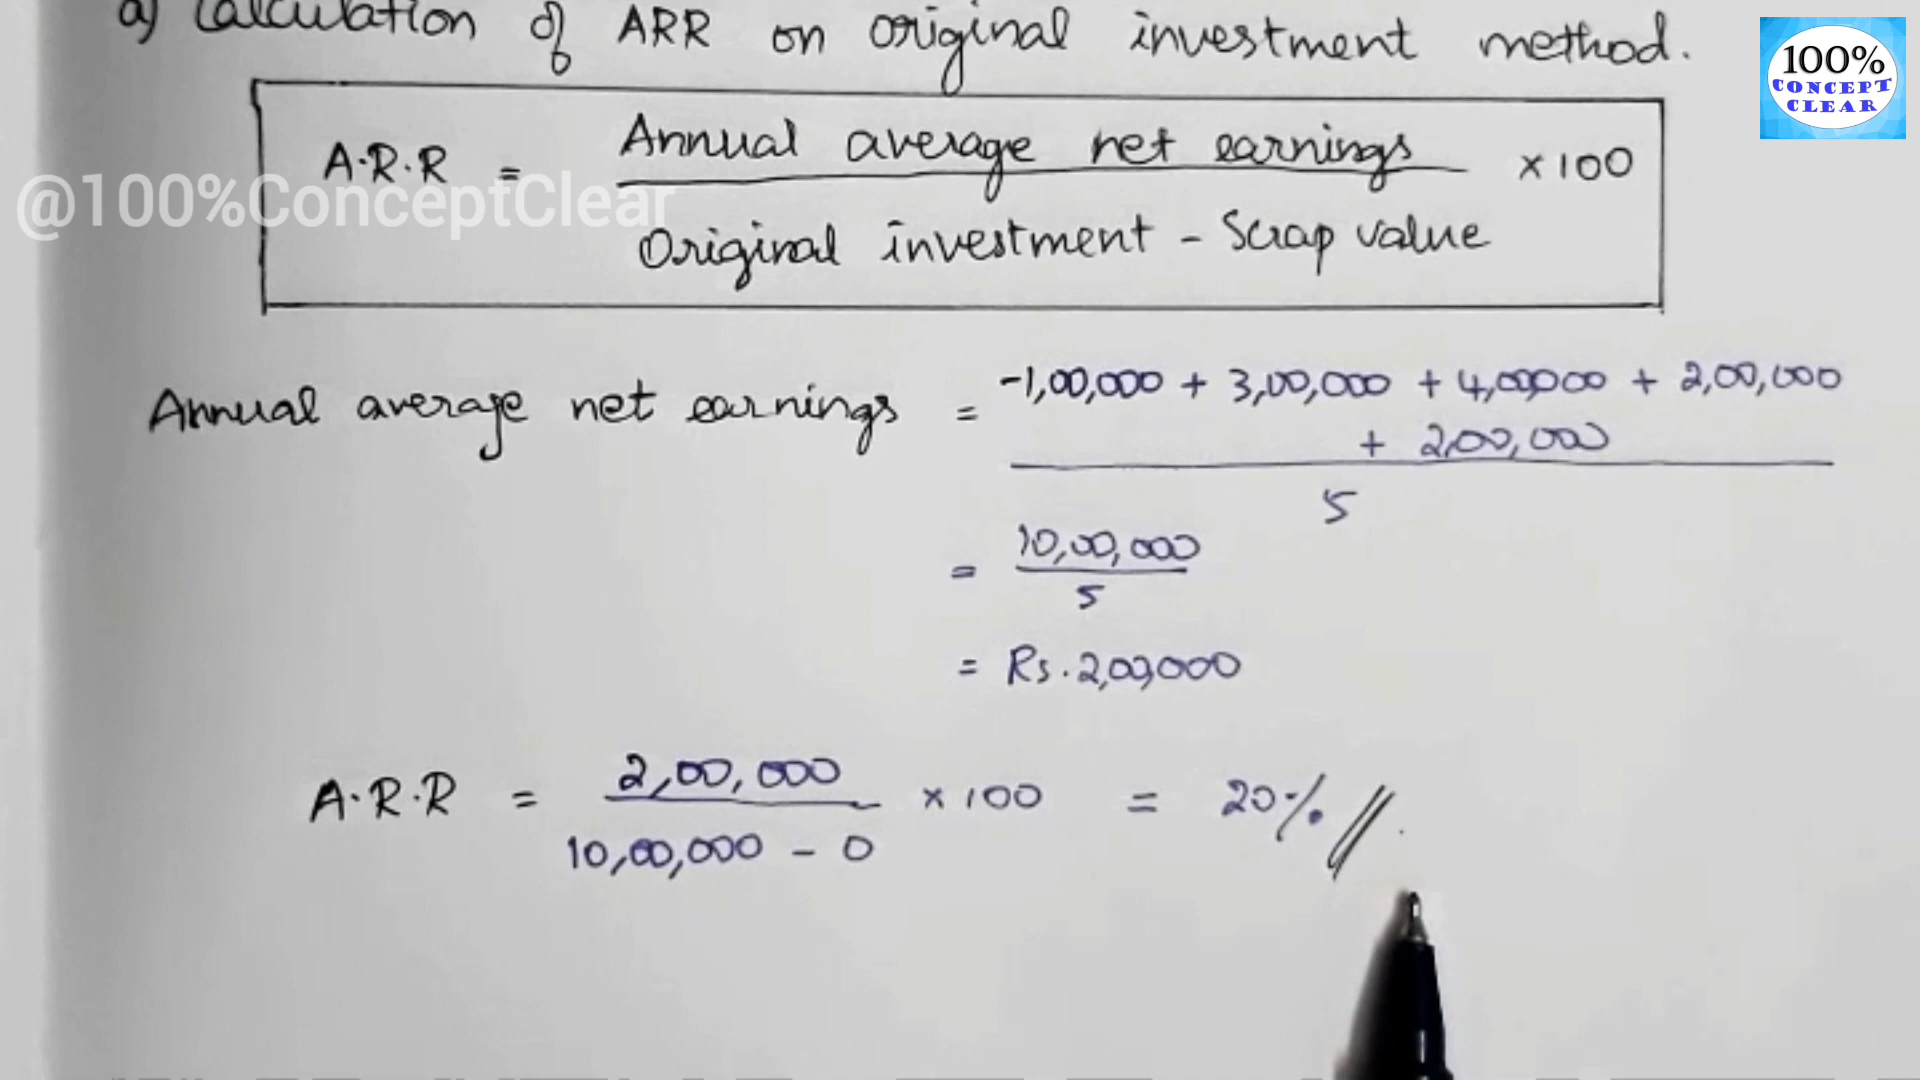 a) Calculation of ARR on original investment method.
100%
CONCEPT
CLEAR
A.R.R = Annual average net earnings × 100
Original investment - Scrap value
@100%ConceptClear
Annual average net earnings = -1,00,000 + 3,00,000 + 4,00,000 + 2,00,000
+ 2,00,000
5
= 10,00,000
5
= Rs. 2,00,000
A.R.R = 2,00,000 × 100 = 20%
10,00,000 - 0